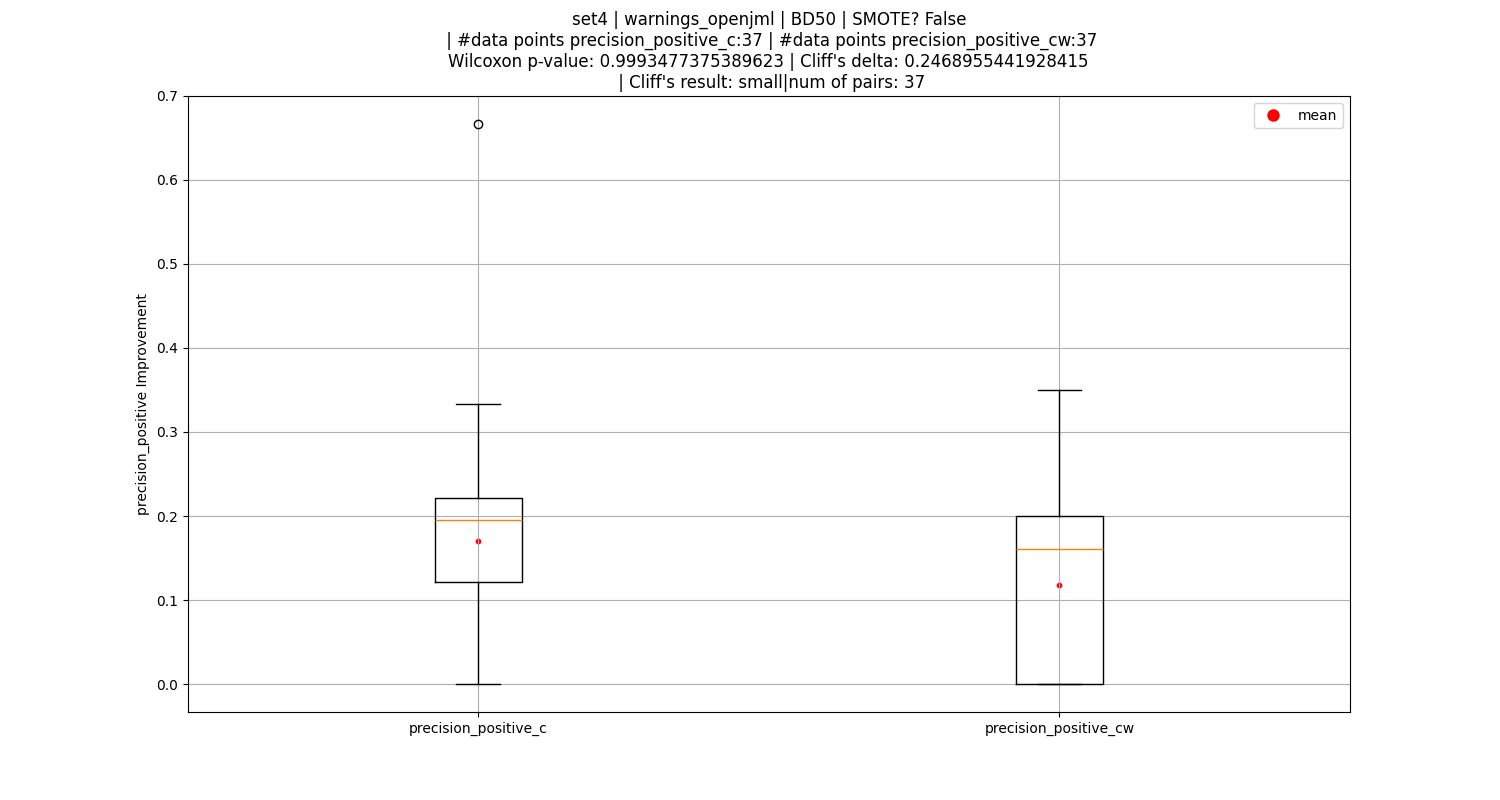 set4 | warnings_openjml | BD50 | SMOTE? False
| #data points precision_positive_c:37 | #data points precision_positive_cw:37
Wilcoxon p-value: 0.9993477375389623 | Cliff's delta: 0.2468955441928415
| Cliff's result: small|num of pairs: 37
mean
0.7
0.6
0.5
0.4
0.3
0.2
0.1
0.0
precision_positive Improvement
precision_positive_c
precision_positive_cw